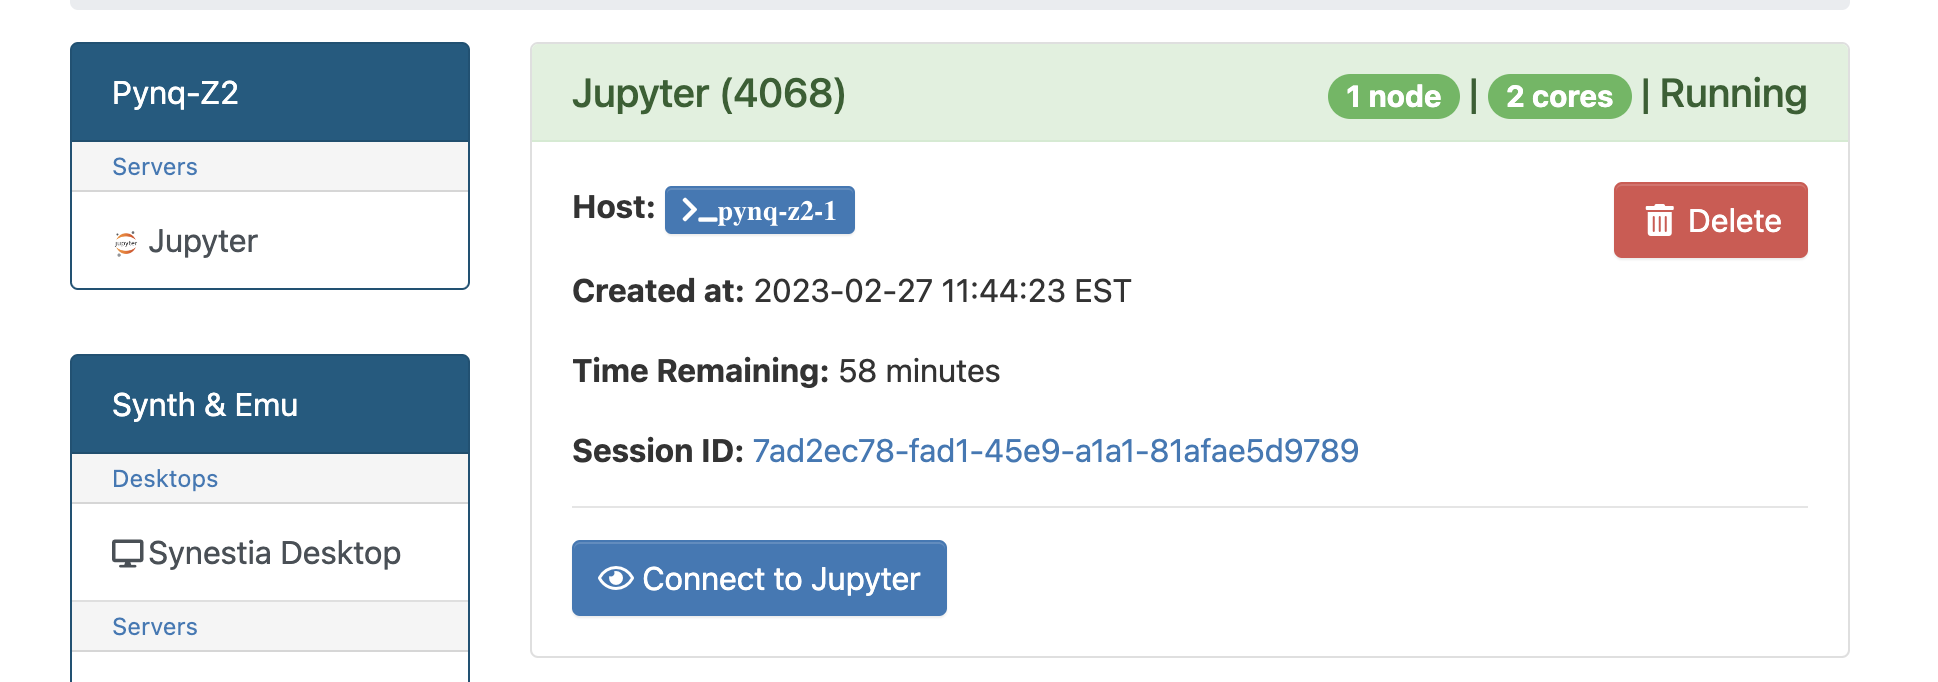 Pynq-Z2
Servers
Jupyter
Synth & Emu
Desktops
Synestia Desktop
Servers
Jupyter (4068)
1 node | 2 cores | Running
Host: >_pynq-z2-1
Delete
Created at: 2023-02-27 11:44:23 EST
Time Remaining: 58 minutes
Session ID: 7ad2ec78-fad1-45e9-a1a1-81afae5d9789
Connect to Jupyter